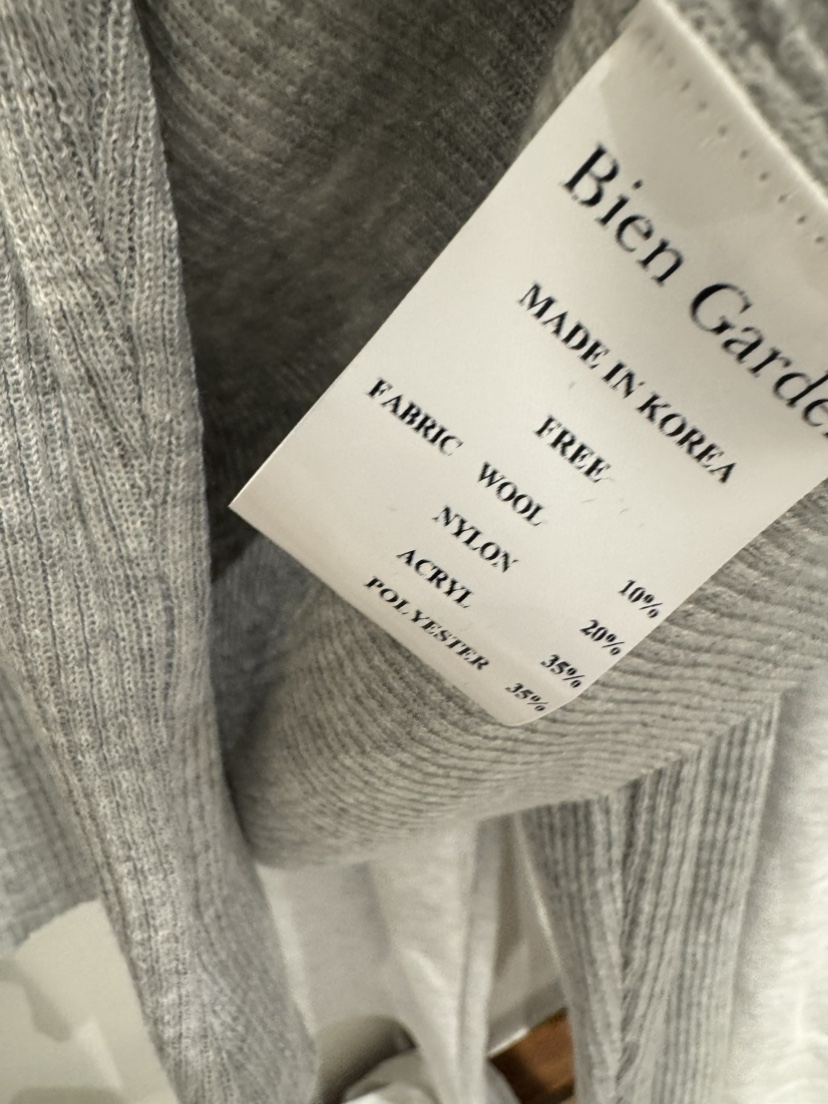 Bien Garde
MADE IN KOREA
FREE
FABRIC WOOL 10%
NYLON 20%
ACRYL 35%
POLYESTER 35%